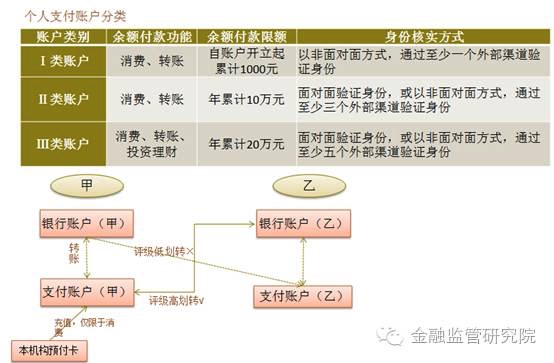 个人支付账户分类
账户类别 余额付款功能 余额付款限额 身份核实方式
Ⅰ类账户 消费、转账 自账户开立起
累计1000元 以非面对面方式，通过至少一个外部渠道验
证身份
Ⅱ类账户 消费、转账 年累计10万元 面对面验证身份，或以非面对面方式，通过
至少三个外部渠道验证身份
Ⅲ类账户 消费、转账、
投资理财 年累计20万元 面对面验证身份，或以非面对面方式，通过
至少五个外部渠道验证身份
甲 乙
银行账户（甲） 银行账户（乙）
转
账
评级低划转×
支付账户（甲） 支付账户（乙）
评级高划转√
充值，仅限于消
费
本机构预付卡
金融监管研究院